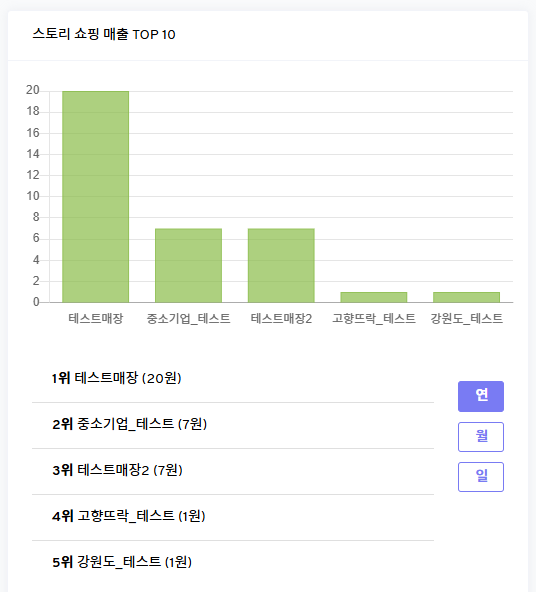 스토리 쇼핑 매출 TOP 10
20
18
16
14
12
10
8
6
4
2
0
테스트매장 중소기업_테스트 테스트매장2 고향뜨락_테스트 강원도_테스트
1위 테스트매장 (20원)
연
2위 중소기업_테스트 (7원)
월
3위 테스트매장2 (7원)
일
4위 고향뜨락_테스트 (1원)
5위 강원도_테스트 (1원)